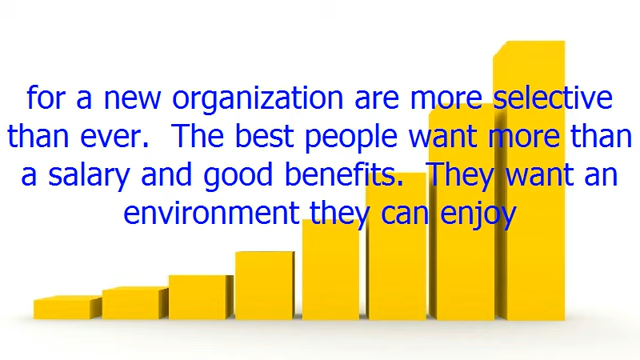 for a new organization are more selective
than ever.  The best people want more than
a salary and good benefits.  They want an
environment they can enjoy